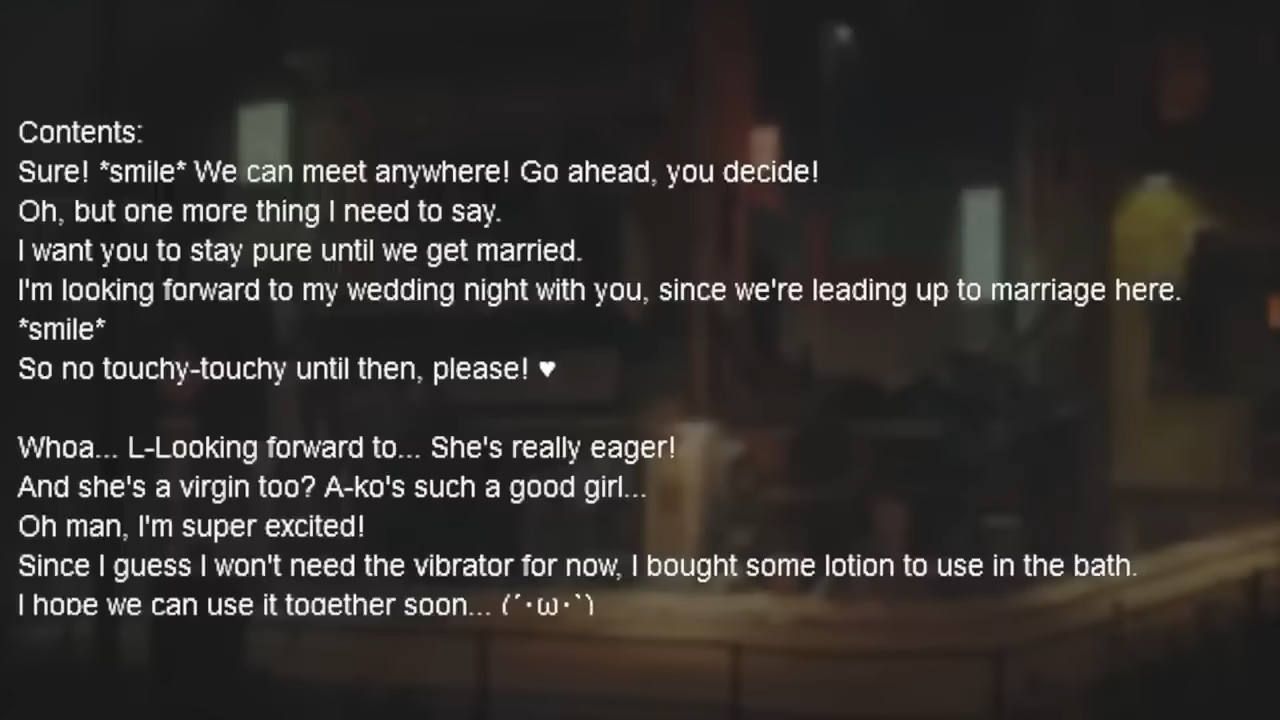 Contents:
Sure! *smile* We can meet anywhere! Go ahead, you decide!
Oh, but one more thing I need to say.
I want you to stay pure until we get married.
I'm looking forward to my wedding night with you, since we're leading up to marriage here.
*smile*
So no touchy-touchy until then, please! ♥
Whoa... L-Looking forward to... She's really eager!
And she's a virgin too? A-ko's such a good girl...
Oh man, I'm super excited!
Since I guess I won't need the vibrator for now, I bought some lotion to use in the bath.
I hope we can use it together soon... (´・ω・`)